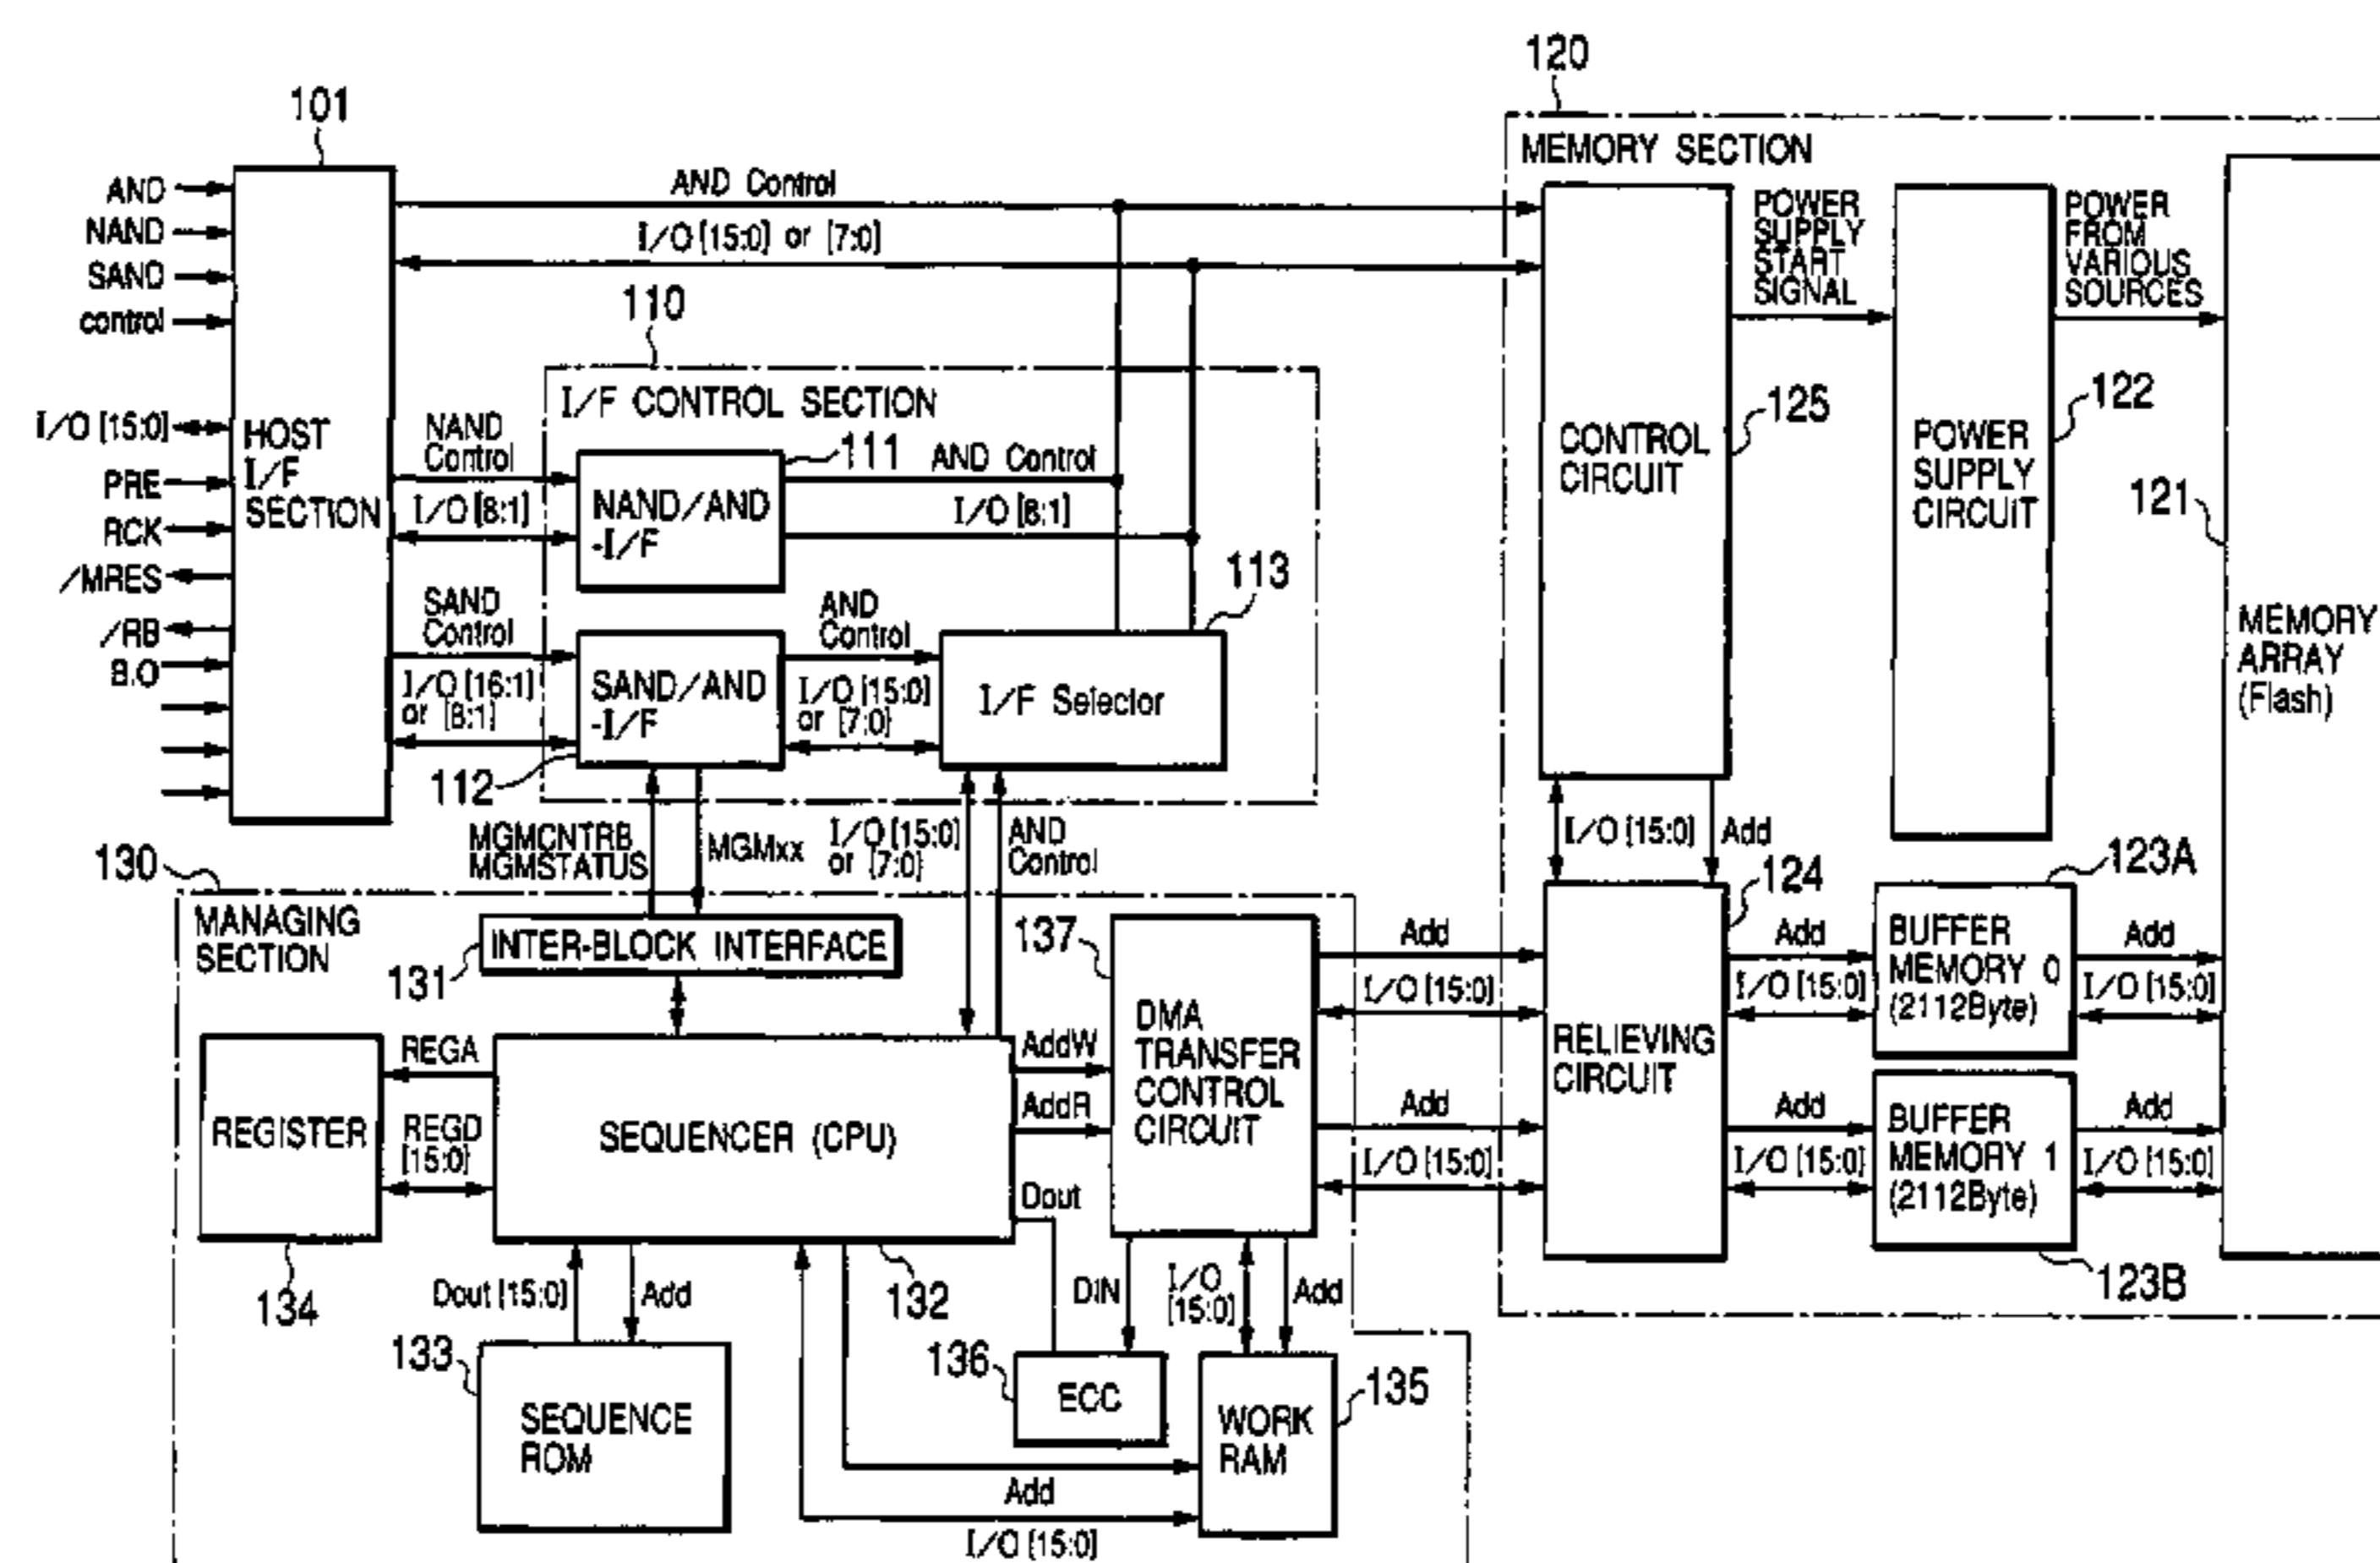 120
101
MEMORY SECTION
AND
NAND
SAND
control
I/O [15:0]
PRE
RCK
/MRES
/RB
B.O
HOST
I/F
SECTION
AND Control
I/O [15:0] or [7:0]
110
I/F CONTROL SECTION
NAND
Control
I/O [8:1]
111
NAND/AND
-I/F
AND Control
I/O [8:1]
113
SAND
Control
I/O [16:1]
or [8:1]
SAND/AND
-I/F
112
AND
Control
I/O [15:0]
or [7:0]
I/F Selector
POWER
SUPPLY
START
SIGNAL
POWER
FROM
VARIOUS
SOURCES
CONTROL
CIRCUIT
125
POWER
SUPPLY
CIRCUIT
122
121
MEMORY
ARRAY
(Flash)
I/O [15:0]
Add
MGMCNTRB
MGMSTATUS
MGMxx
I/O [15:0]
or [7:0]
AND
Control
130
MANAGING
SECTION
INTER-BLOCK INTERFACE
131
137
DMA
TRANSFER
CONTROL
CIRCUIT
Add
I/O [15:0]
Add
I/O [15:0]
124
RELIEVING
CIRCUIT
Add
I/O [15:0]
Add
I/O [15:0]
123A
BUFFER
MEMORY 0
(2112Byte)
BUFFER
MEMORY 1
(2112Byte)
123B
Add
I/O [15:0]
Add
I/O [15:0]
REGISTER
134
REGA
REGD
[15:0]
SEQUENCER (CPU)
132
AddW
AddR
Dout
Dout [15:0]
Add
133
SEQUENCE
ROM
DIN
I/O
[15:0]
Add
136
ECC
135
WORK
RAM
Add
I/O [15:0]